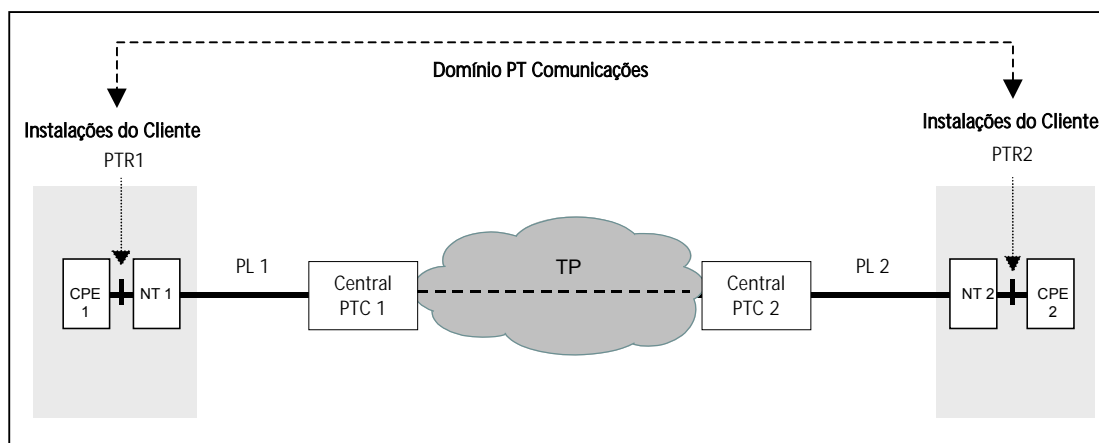 Domínio PT Comunicações
Instalações do Cliente
PTR1
Instalações do Cliente
PTR2
CPE
1
NT 1
PL 1
Central
PTC 1
TP
Central
PTC 2
PL 2
NT 2
CPE
2